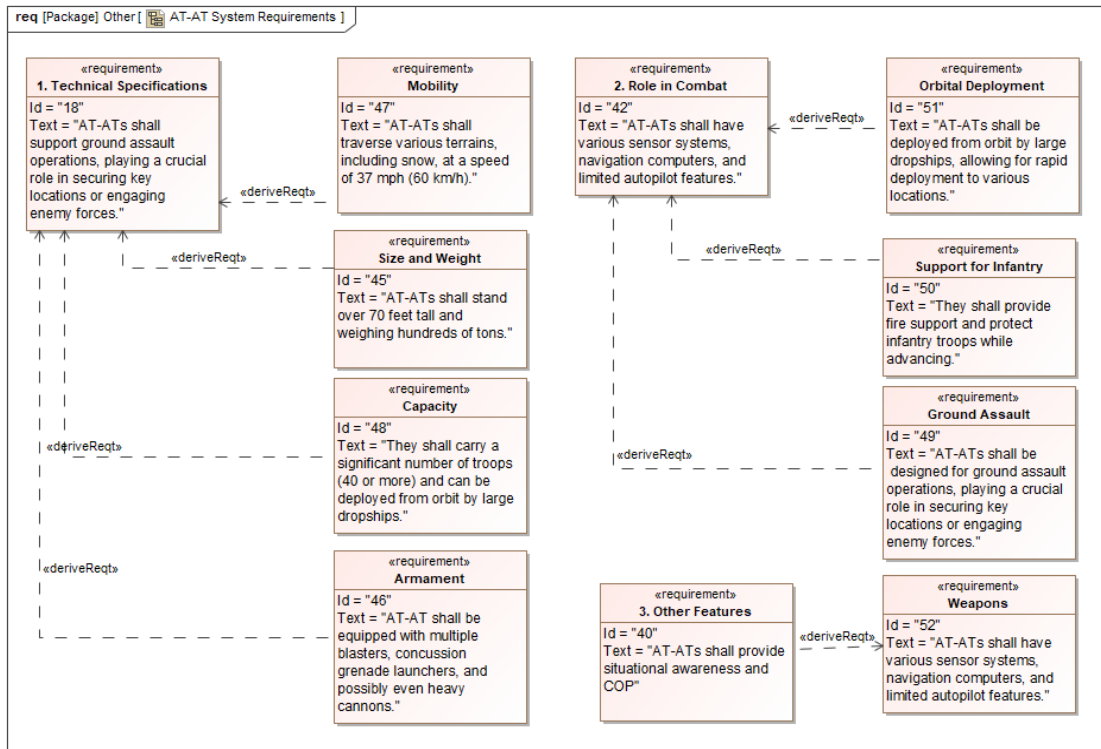 req [Package] Other [ AT-AT System Requirements ]
«requirement»
1. Technical Specifications
Id = "18"
Text = "AT-ATs shall
support ground assault
operations, playing a crucial
role in securing key
locations or engaging
enemy forces."
«requirement»
Mobility
Id = "47"
Text = "AT-ATs shall
traverse various terrains,
including snow, at a speed
of 37 mph (60 km/h)."
«deriveReqt»
«requirement»
Size and Weight
Id = "45"
Text = "AT-ATs shall stand
over 70 feet tall and
weighing hundreds of tons."
«deriveReqt»
«requirement»
Capacity
Id = "48"
Text = "They shall carry a
significant number of troops
(40 or more) and can be
deployed from orbit by large
dropships."
«deriveReqt»
«requirement»
Armament
Id = "46"
Text = "AT-AT shall be
equipped with multiple
blasters, concussion
grenade launchers, and
possibly even heavy
cannons."
«deriveReqt»
«requirement»
2. Role in Combat
Id = "42"
Text = "AT-ATs shall have
various sensor systems,
navigation computers, and
limited autopilot features."
«requirement»
Orbital Deployment
Id = "51"
Text = "AT-ATs shall be
deployed from orbit by large
dropships, allowing for rapid
deployment to various
locations."
«deriveReqt»
«requirement»
Support for Infantry
Id = "50"
Text = "They shall provide
fire support and protect
infantry troops while
advancing."
«deriveReqt»
«requirement»
Ground Assault
Id = "49"
Text = "AT-ATs shall be
designed for ground assault
operations, playing a crucial
role in securing key
locations or engaging
enemy forces."
«deriveReqt»
«requirement»
3. Other Features
Id = "40"
Text = "AT-ATs shall provide
situational awareness and
COP"
«deriveReqt»
«requirement»
Weapons
Id = "52"
Text = "AT-ATs shall have
various sensor systems,
navigation computers, and
limited autopilot features."